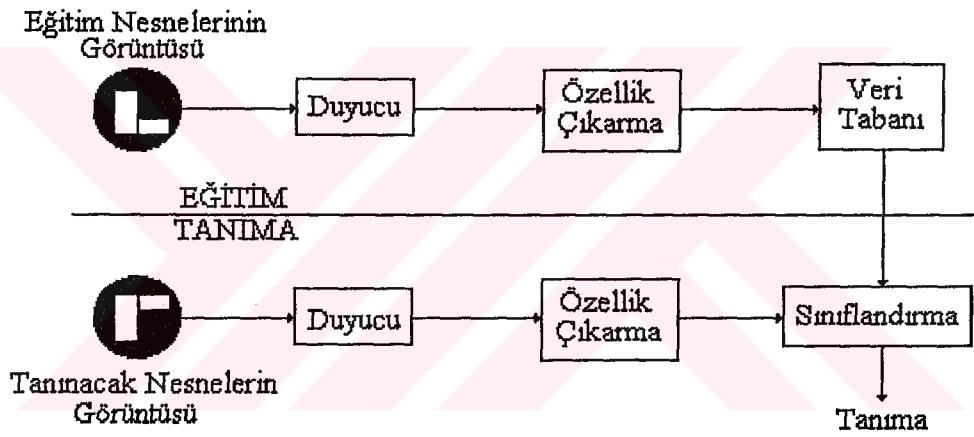 Eğitim Nesnelerinin
Görüntüsü
Duyucu
Özellik
Çıkarma
Veri
Tabanı
EĞİTİM
TANIMA
Duyucu
Özellik
Çıkarma
Sınıflandırma
Tanınacak Nesnelerin
Görüntüsü
Tanıma